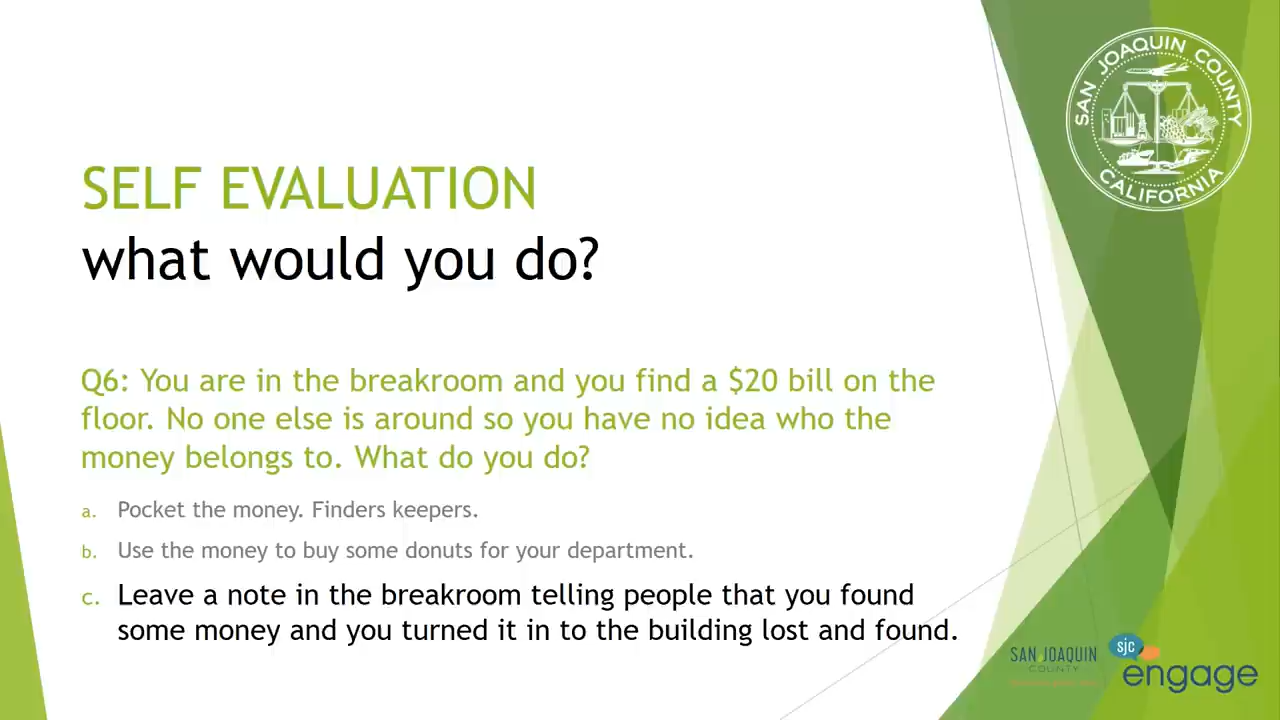 SAN JOAQUIN COUNTY
CALIFORNIA
SELF EVALUATION
what would you do?
Q6: You are in the breakroom and you find a $20 bill on the
floor. No one else is around so you have no idea who the
money belongs to. What do you do?
a. Pocket the money. Finders keepers.
b. Use the money to buy some donuts for your department.
c. Leave a note in the breakroom telling people that you found
some money and you turned it in to the building lost and found.
SAN JOAQUIN
COUNTY
sjc
engage